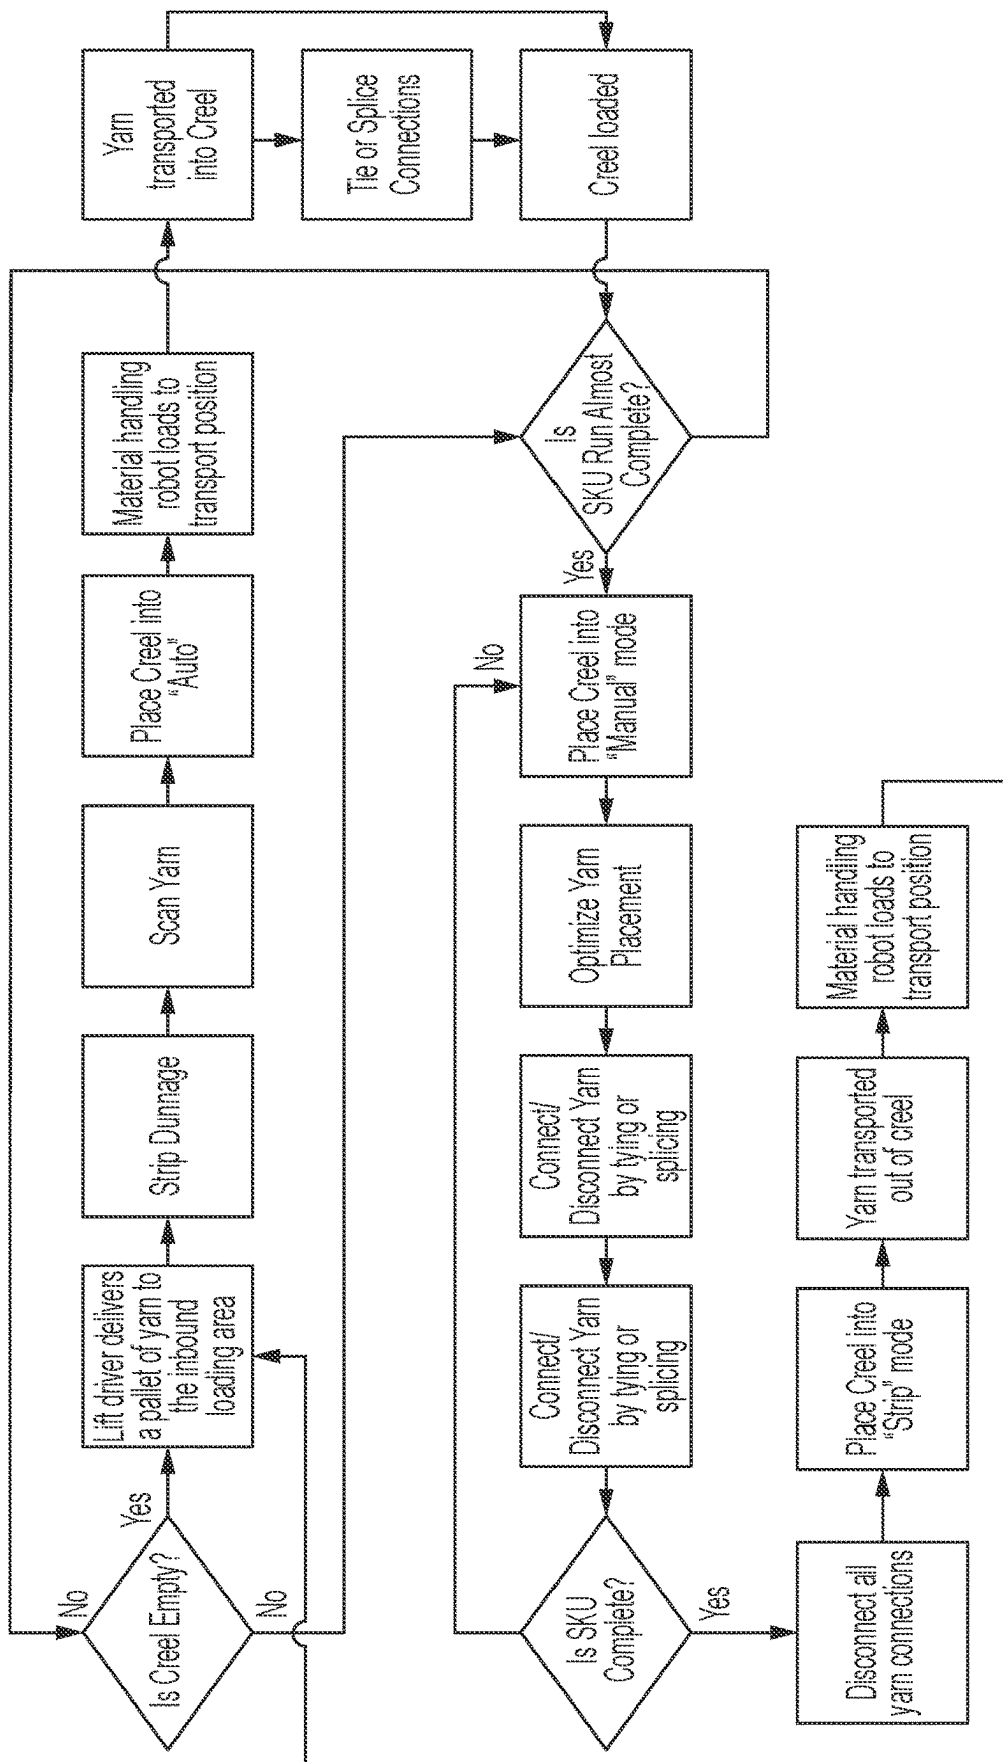 No
Is Creel Empty?
Yes
No
Lift driver delivers
a pallet of yarn to
the inbound
loading area
Strip Dunnage
Scan Yarn
Place Creel into
“Auto”
Material handling
robot loads to
transport position
Yarn
transported
into Creel
Tie or Splice
Connections
Creel loaded
Is
SKU Run Almost
Complete?
Yes
No
Place Creel into
“Manual” mode
Optimize Yarn
Placement
Connect/
Disconnect Yarn
by tying or
splicing
Connect/
Disconnect Yarn
by tying or
splicing
Is SKU
Complete?
Yes
Disconnect all
yarn connections
Place Creel into
“Strip” mode
Yarn transported
out of creel
Material handling
robot loads to
transport position